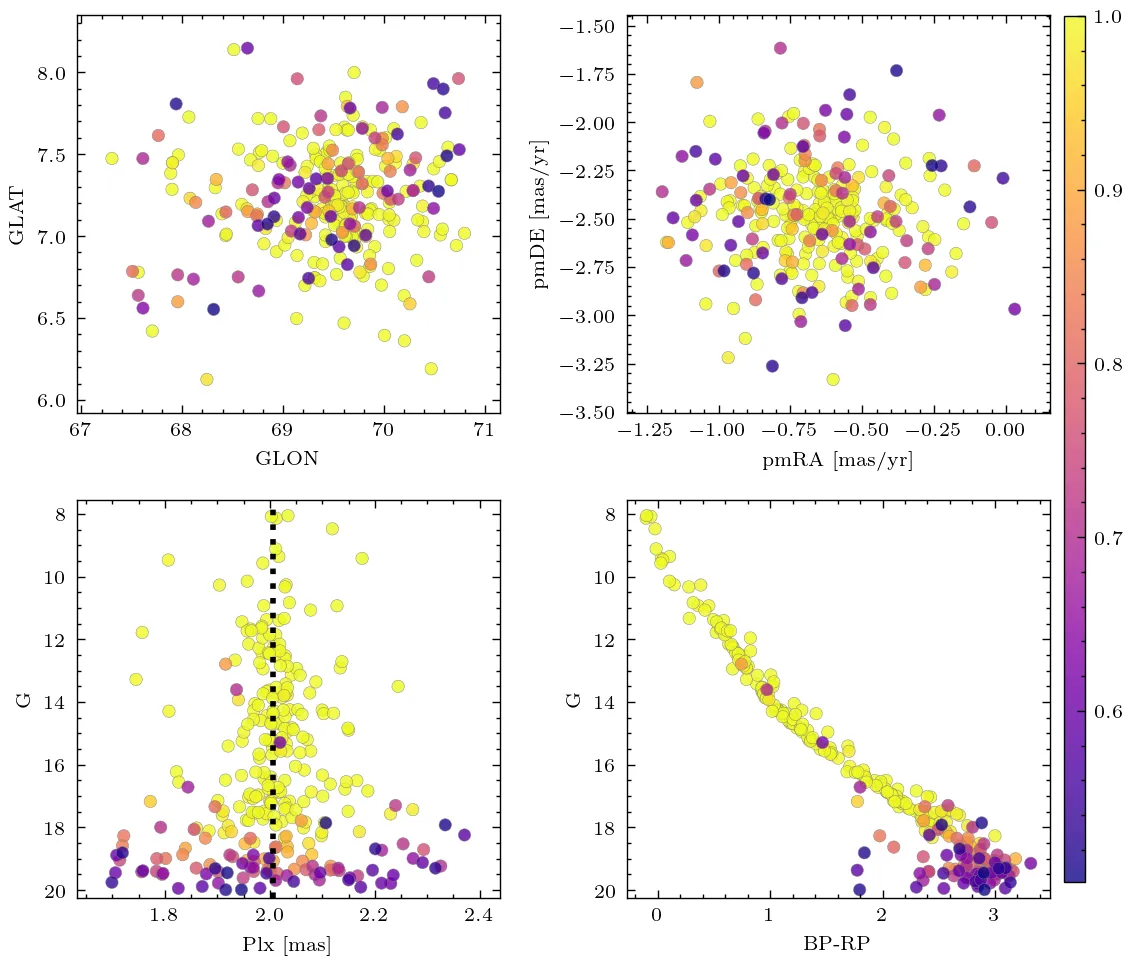 8.0
7.5
7.0
6.5
6.0
GLAT
67 68 69 70 71
GLON
−1.50
−1.75
−2.00
−2.25
−2.50
−2.75
−3.00
−3.25
−3.50
pmDE [mas/yr]
−1.25 −1.00 −0.75 −0.50 −0.25 0.00
pmRA [mas/yr]
1.0
0.9
0.8
0.7
0.6
8
10
12
14
16
18
20
G
1.8 2.0 2.2 2.4
Plx [mas]
8
10
12
14
16
18
20
G
0 1 2 3
BP-RP